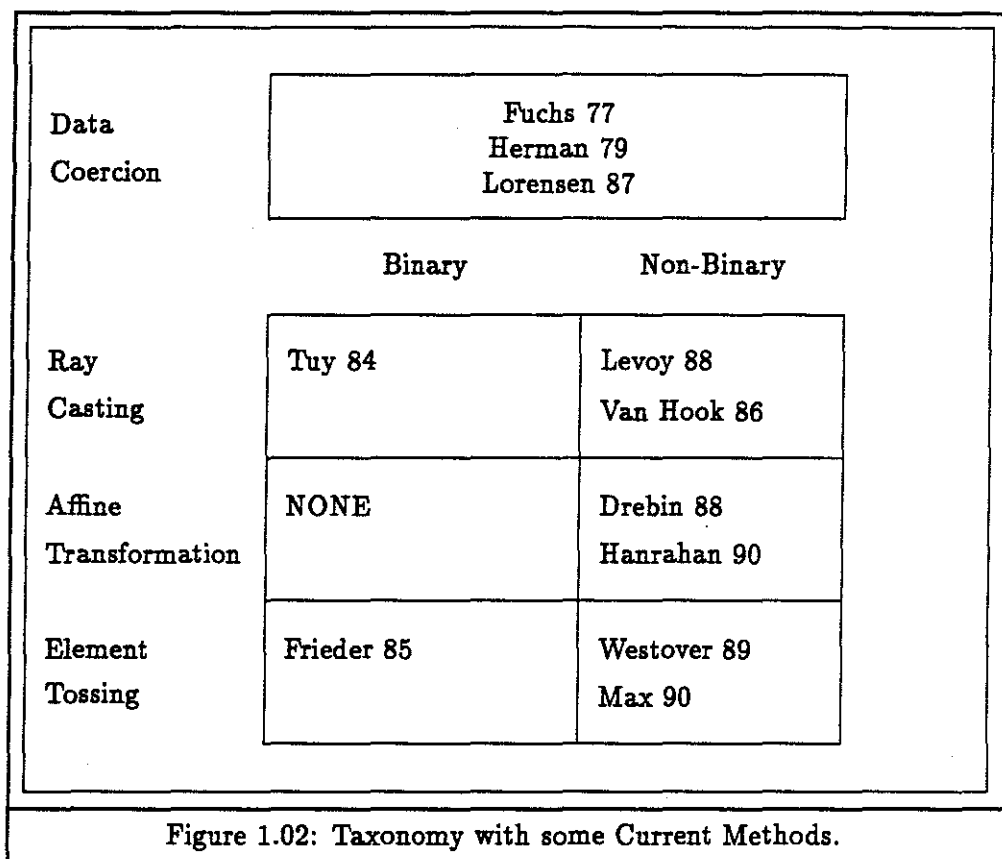 Data
Coercion
Fuchs 77
Herman 79
Lorensen 87
Binary Non-Binary
Ray
Casting
Tuy 84
Levoy 88
Van Hook 86
Affine
Transformation
NONE
Drebin 88
Hanrahan 90
Element
Tossing
Frieder 85
Westover 89
Max 90
Figure 1.02: Taxonomy with some Current Methods.